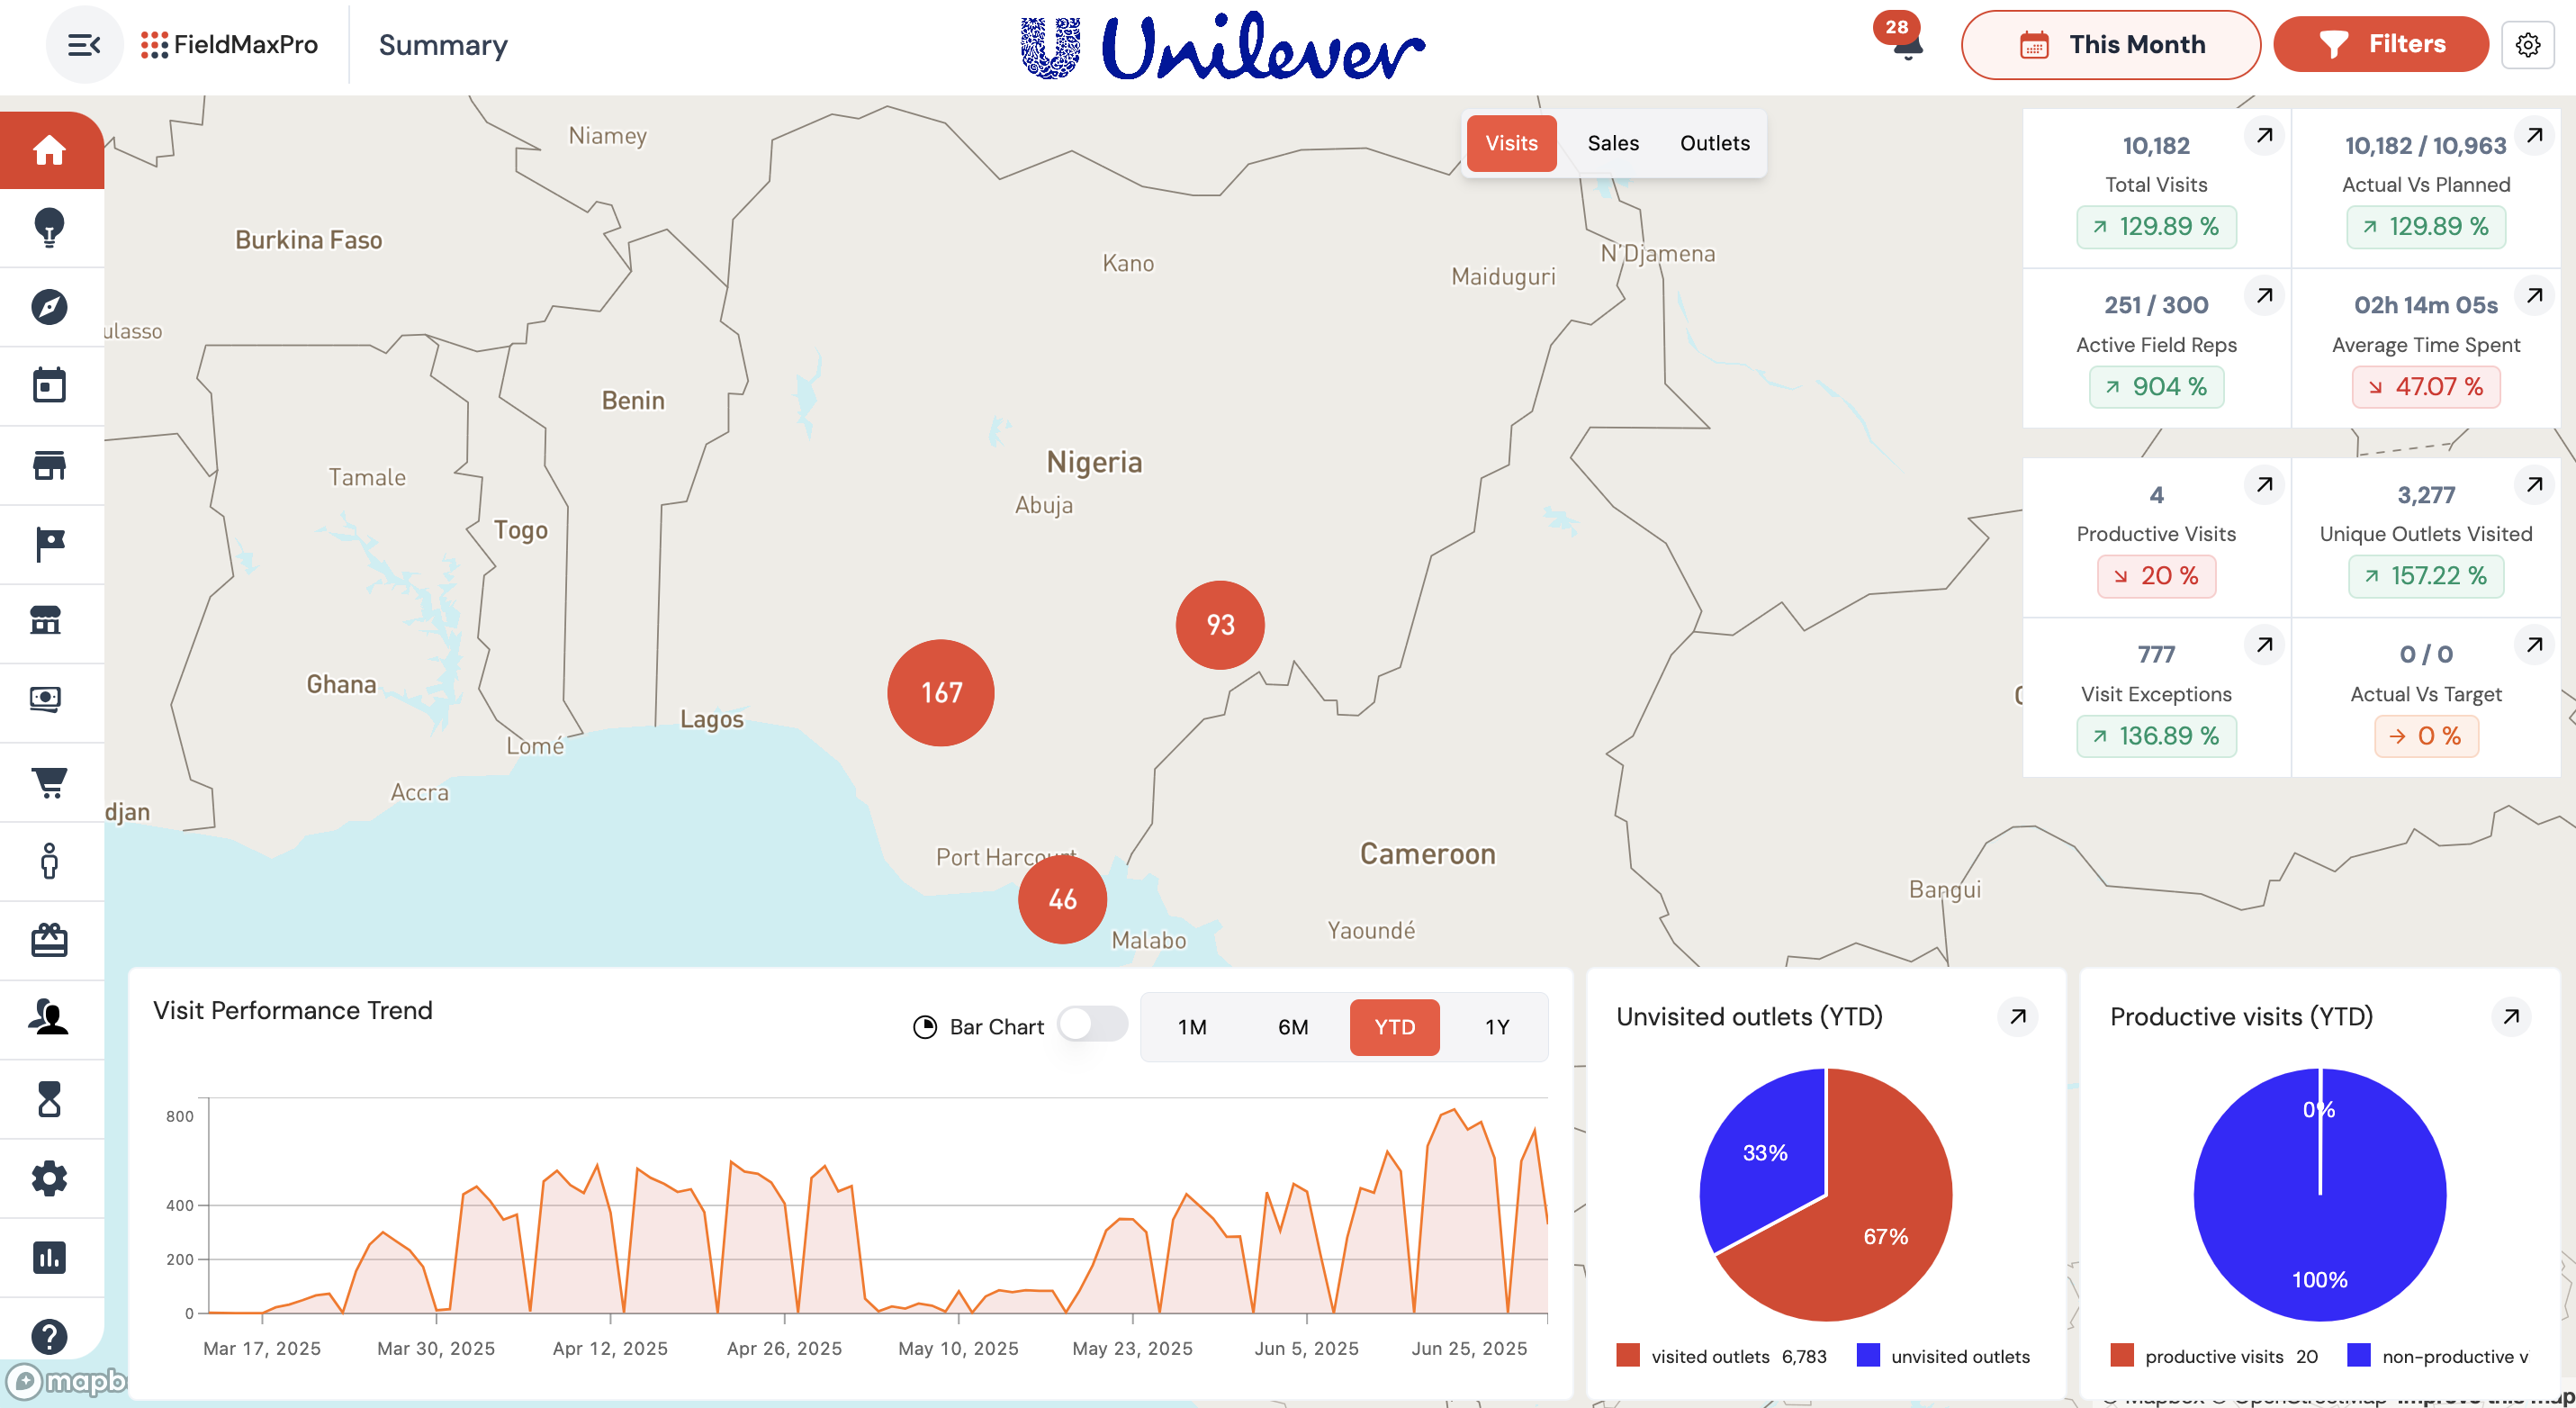 FieldMaxPro
Summary
Unilever
28
This Month
Filters
Visits
Sales
Outlets
Niamey
Burkina Faso
Kano
Maiduguri
N'Djamena
ulasso
Benin
Nigeria
Abuja
Tamale
Togo
Ghana
Lagos
Lomé
Accra
djan
Port Harcourt
Cameroon
Malabo
Yaoundé
Bangui
93
167
46
10,182
Total Visits
129.89 %
10,182 / 10,963
Actual Vs Planned
129.89 %
251 / 300
Active Field Reps
904 %
02h 14m 05s
Average Time Spent
47.07 %
4
Productive Visits
20 %
3,277
Unique Outlets Visited
157.22 %
777
Visit Exceptions
136.89 %
0 / 0
Actual Vs Target
0 %
Visit Performance Trend
Bar Chart
1M
6M
YTD
1Y
800
400
200
0
Mar 17, 2025
Mar 30, 2025
Apr 12, 2025
Apr 26, 2025
May 10, 2025
May 23, 2025
Jun 5, 2025
Jun 25, 2025
Unvisited outlets (YTD)
33%
67%
visited outlets 6,783
unvisited outlets
Productive visits (YTD)
0%
100%
productive visits 20
non-productive v
mapb
© Mapbox © OpenStreetMap Improve this map